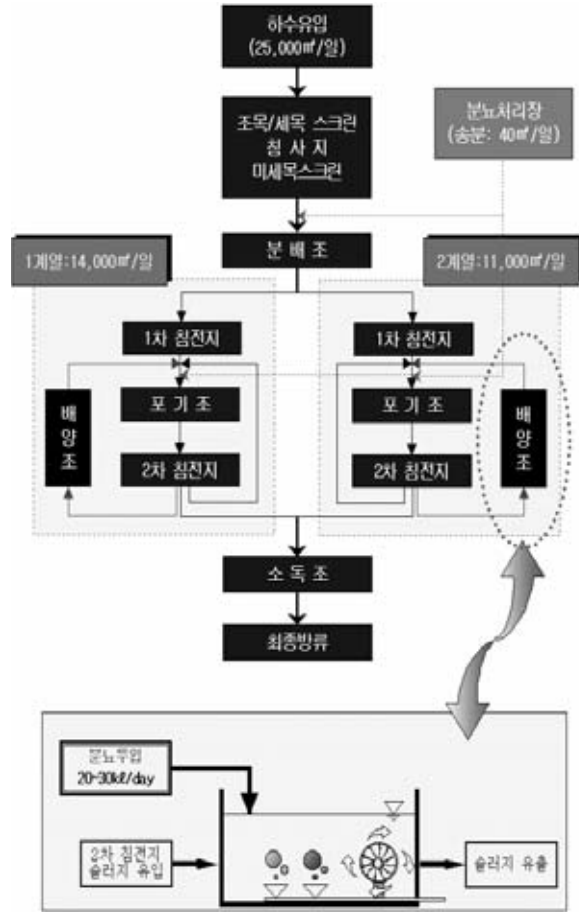 하수유입
(25,000㎥/일)
조목/세목 스크린
침 사 지
미세목스크린
분뇨처리장
(송분: 40㎥/일)
분 배 조
1계열:14,000㎥/일
2계열:11,000㎥/일
1차 침전지
1차 침전지
배양조
포 기 조
포 기 조
배양조
2차 침전지
2차 침전지
소 독 조
최종방류
분뇨투입
20-30㎘/day
2차 침전지
슬러지 유입
슬러지 유출